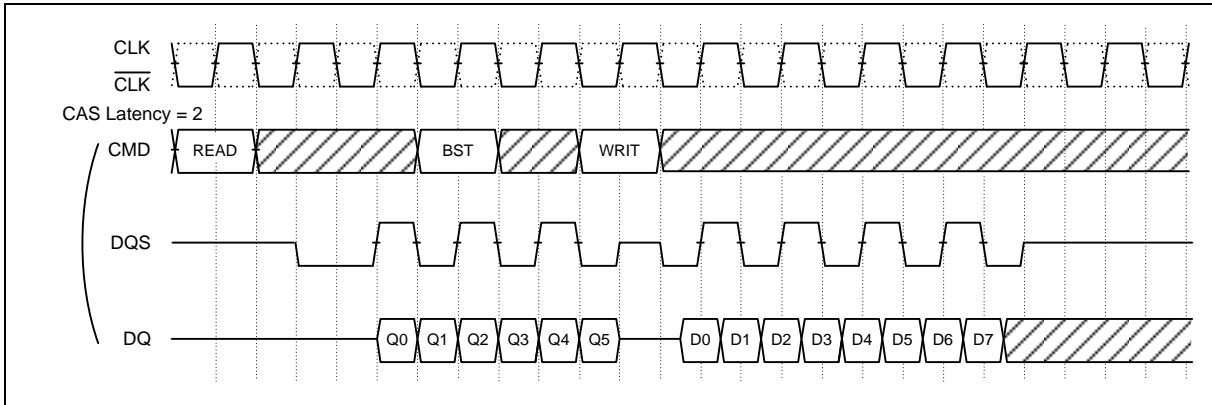 CLK
CLK
CAS Latency = 2
CMD READ BST WRIT
DQS
DQ Q0 Q1 Q2 Q3 Q4 Q5 D0 D1 D2 D3 D4 D5 D6 D7